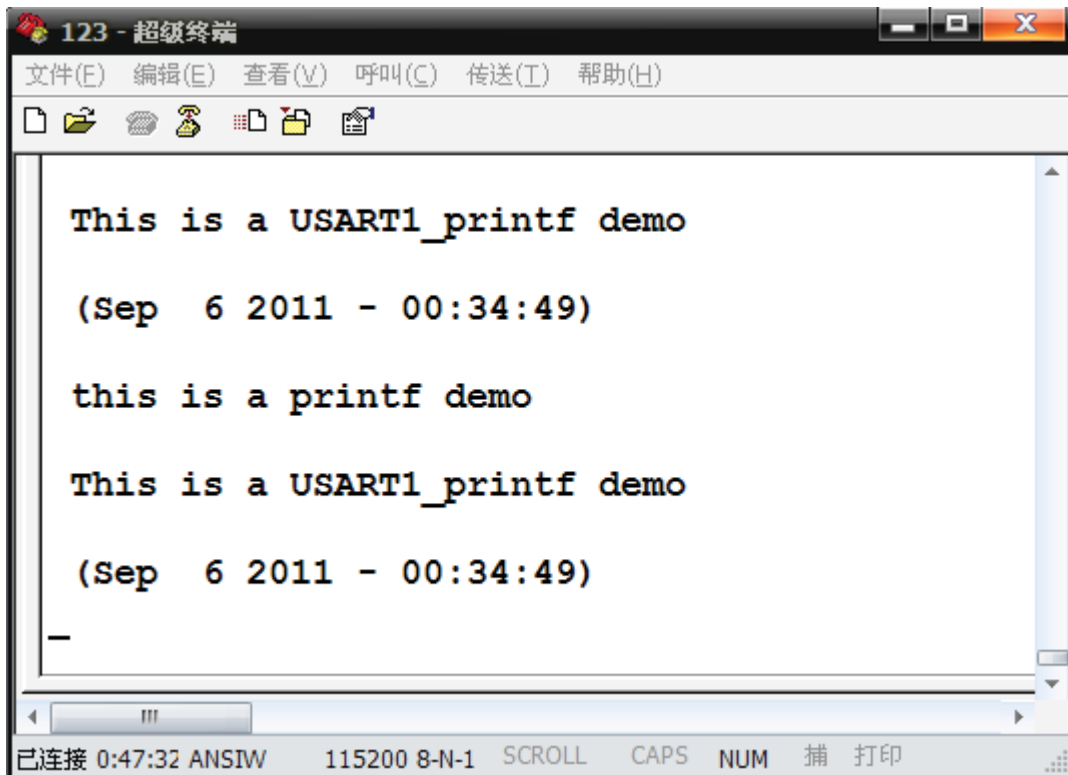 123 - 超级终端
文件(F) 编辑(E) 查看(V) 呼叫(C) 传送(T) 帮助(H)
This is a USART1_printf demo
(Sep  6 2011 - 00:34:49)
this is a printf demo
This is a USART1_printf demo
(Sep  6 2011 - 00:34:49)
_
已连接 0:47:32 ANSIW 115200 8-N-1 SCROLL CAPS NUM 捕 打印